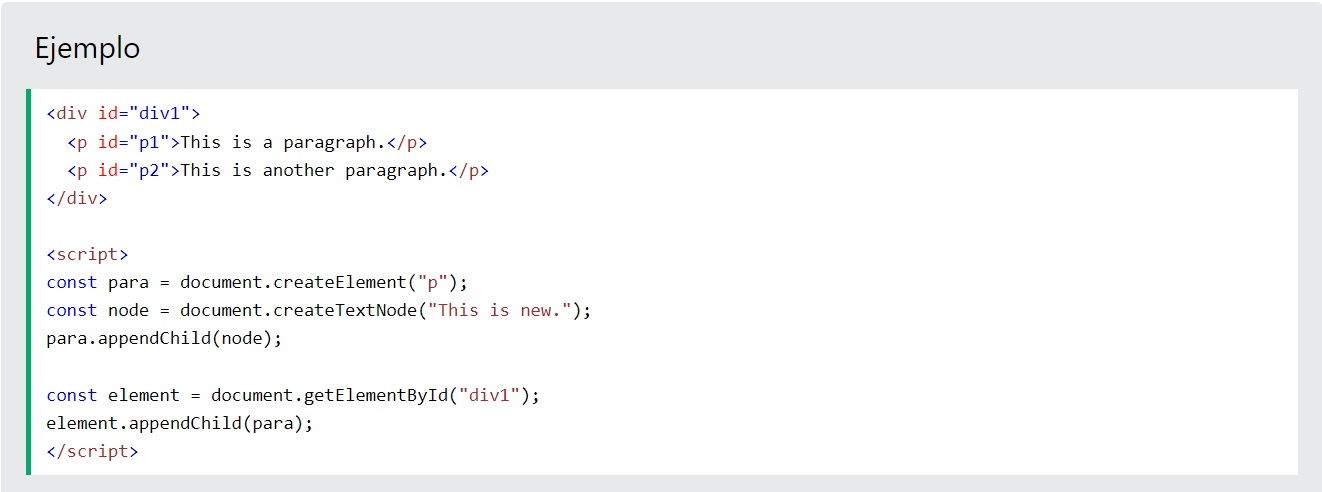 Ejemplo
<div id="div1">
  <p id="p1">This is a paragraph.</p>
  <p id="p2">This is another paragraph.</p>
</div>

<script>
const para = document.createElement("p");
const node = document.createTextNode("This is new.");
para.appendChild(node);

const element = document.getElementById("div1");
element.appendChild(para);
</script>